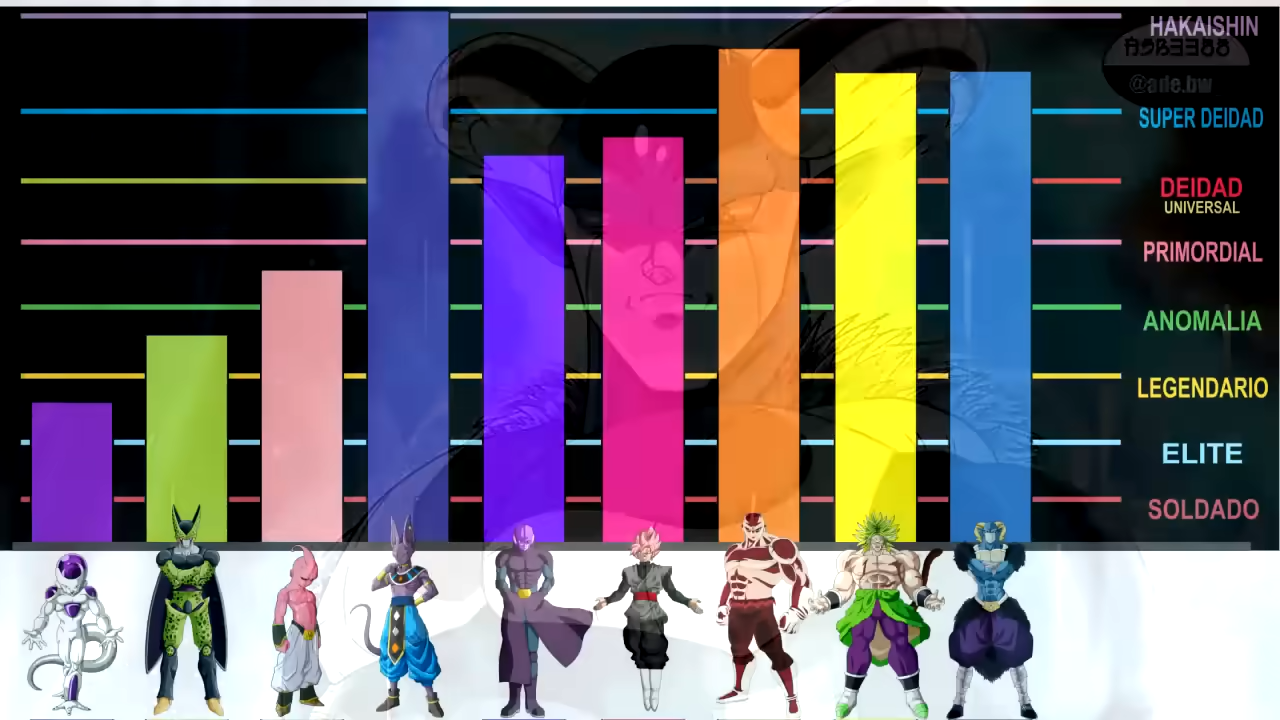 HAKAISHIN
@ade.bw
SUPER DEIDAD
DEIDAD
UNIVERSAL
PRIMORDIAL
ANOMALIA
LEGENDARIO
ELITE
SOLDADO